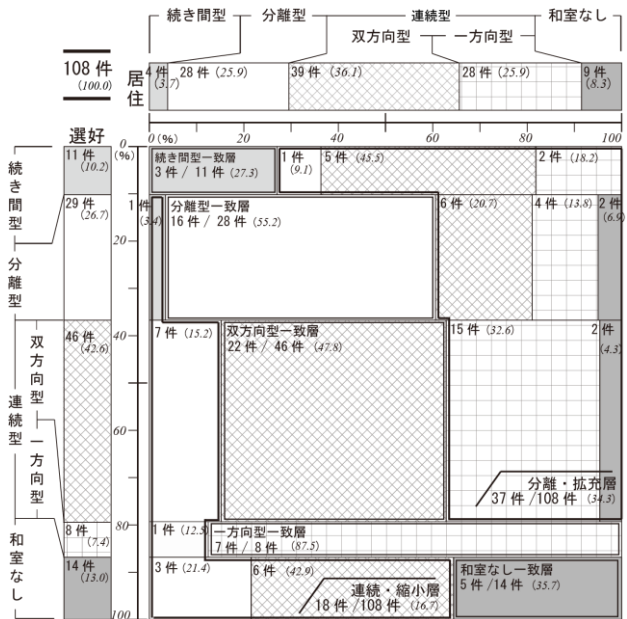 続き間型 分離型 連続型 和室なし
双方向型 一方向型
108 件
(100.0)
居住
4 件
(3.7)
28 件 (25.9)
39 件 (36.1)
28 件 (25.9)
9 件
(8.3)
選好
0 (%) 20 40 60 80 100
0
(%)
20
40
60
80
100
続き間型
分離型
連続型
双方向型
一方向型
和室なし
11 件
(10.2)
29 件
(26.7)
46 件
(42.6)
8 件
(7.4)
14 件
(13.0)
続き間型一致層
3 件 / 11 件 (27.3)
1 件
(9.1)
5 件 (45.5)
2 件 (18.2)
1 件
(3.4)
分離型一致層
16 件 / 28 件 (55.2)
6 件 (20.7)
4 件 (13.8)
2 件
(6.9)
7 件 (15.2)
双方向型一致層
22 件 / 46 件 (47.8)
15 件 (32.6)
2 件
(4.3)
分離・拡充層
37 件 /108 件 (34.3)
1 件 (12.5)
一方向型一致層
7 件 / 8 件 (87.5)
3 件 (21.4)
6 件 (42.9)
連続・縮小層
18 件 /108 件 (16.7)
和室なし一致層
5 件 /14 件 (35.7)